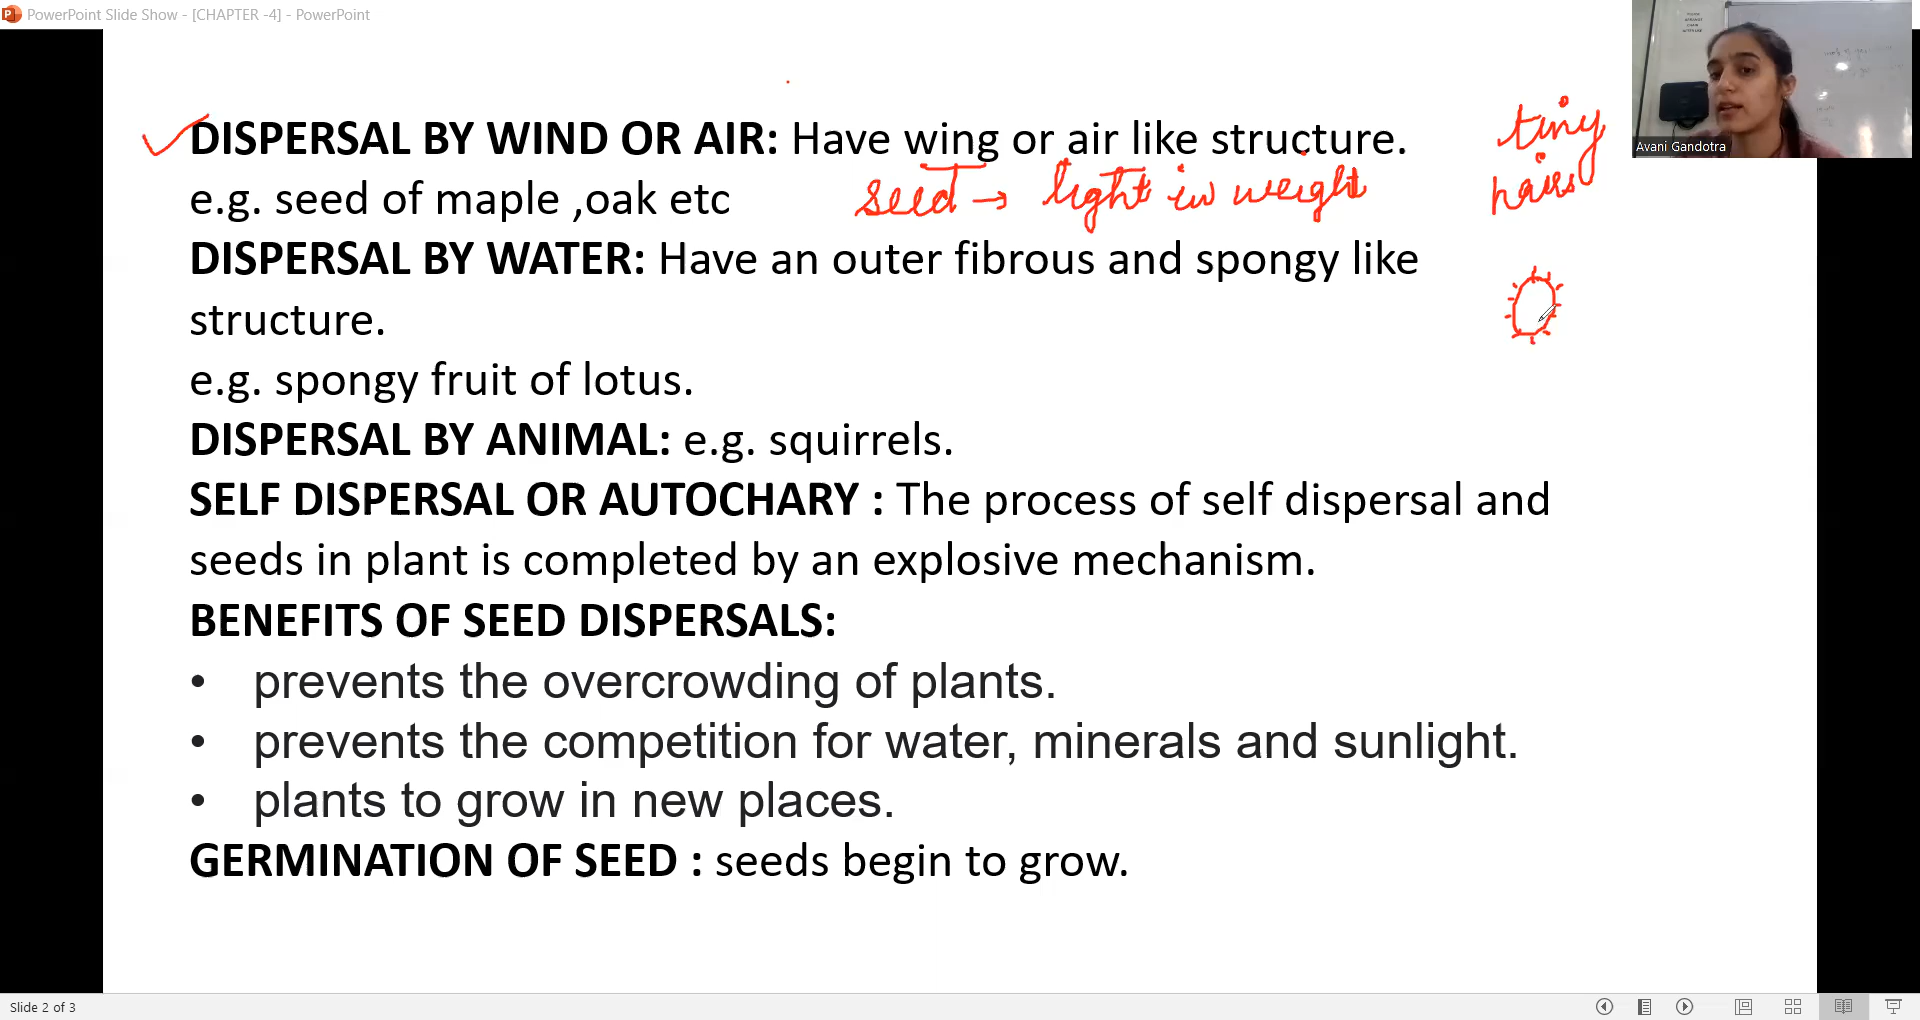 PowerPoint Slide Show - [CHAPTER -4] - PowerPoint
DISPERSAL BY WIND OR AIR: Have wing or air like structure.
tiny
hairs
e.g. seed of maple ,oak etc
seed → light in weight
DISPERSAL BY WATER: Have an outer fibrous and spongy like
structure.
e.g. spongy fruit of lotus.
DISPERSAL BY ANIMAL: e.g. squirrels.
SELF DISPERSAL OR AUTOCHARY : The process of self dispersal and
seeds in plant is completed by an explosive mechanism.
BENEFITS OF SEED DISPERSALS:
• prevents the overcrowding of plants.
• prevents the competition for water, minerals and sunlight.
• plants to grow in new places.
GERMINATION OF SEED : seeds begin to grow.
Avani Gandotra
Slide 2 of 3